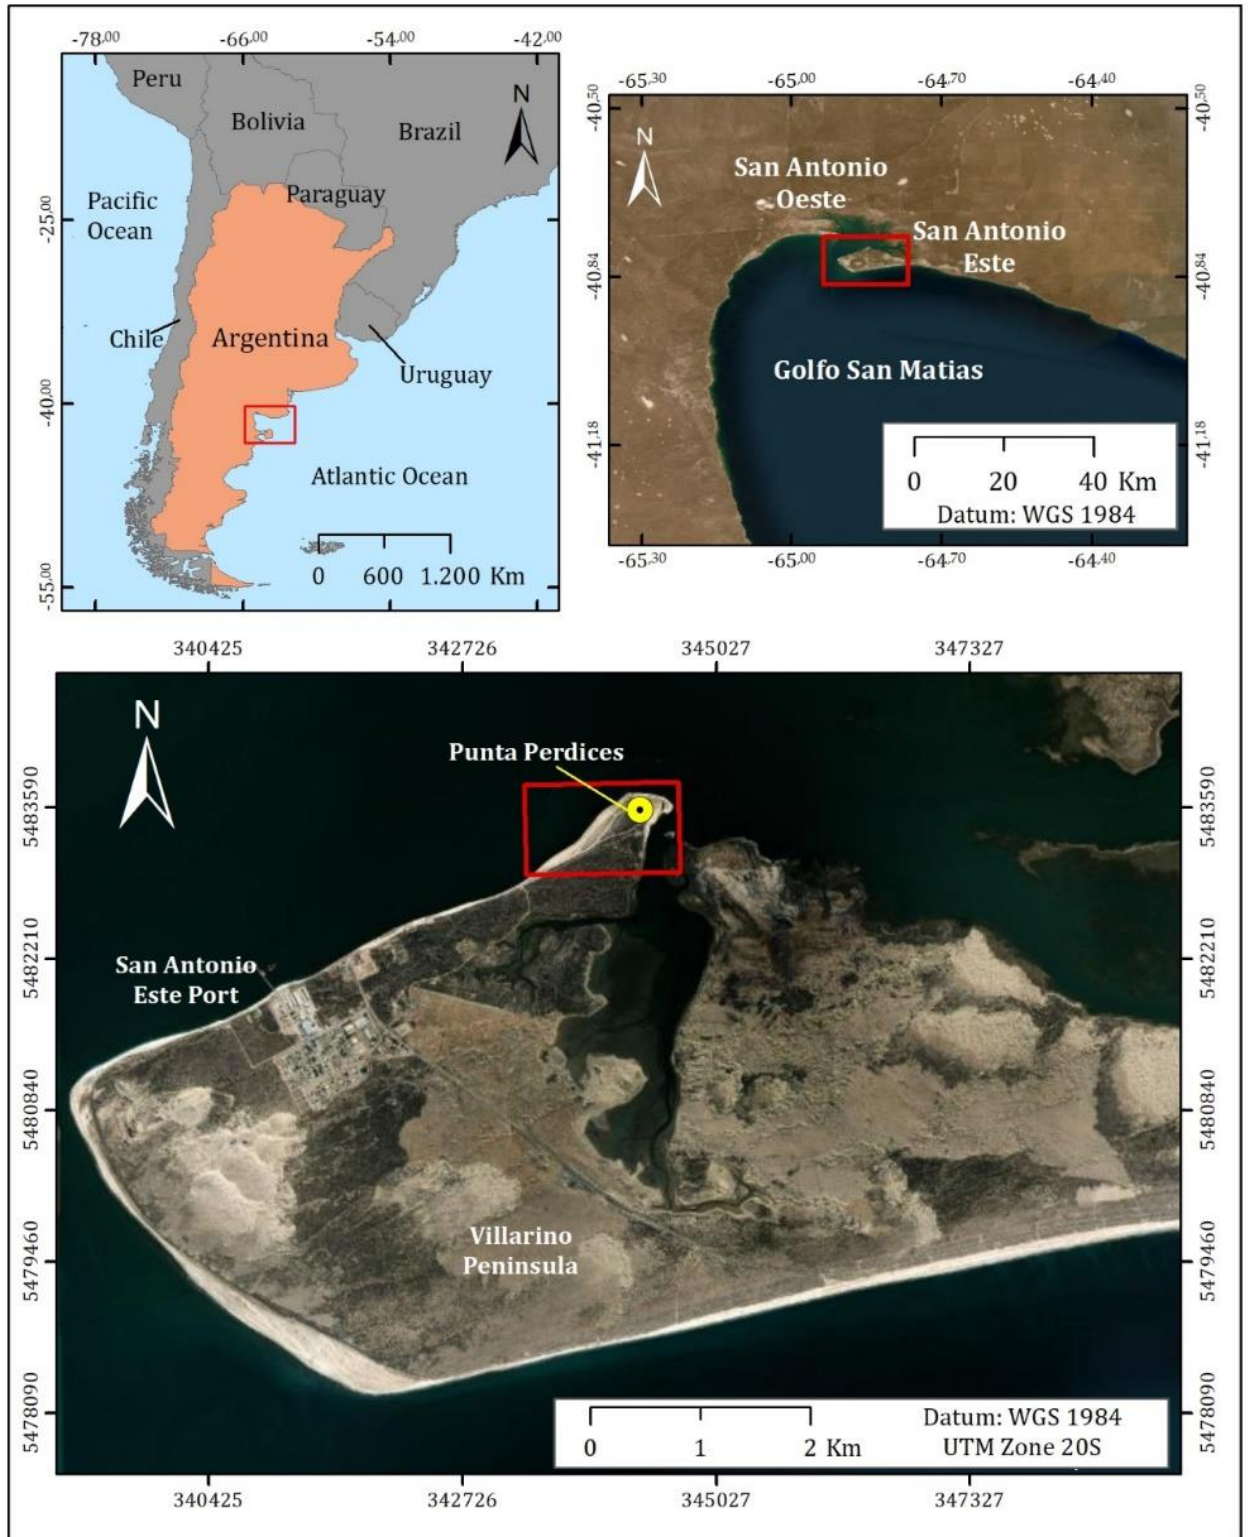 -78,00 -66,00 -54,00 -42,00
Peru
N
Bolivia
Brazil
Paraguay
Pacific
Ocean
-25,00
Chile
Argentina
Uruguay
-40,00
Atlantic Ocean
0 600 1.200 Km
-55,00
-65,30 -65,00 -64,70 -64,40
-40,50 -40,50
N
San Antonio
Oeste
San Antonio
Este
-40,84 -40,84
Golfo San Matias
-41,18 -41,18
0 20 40 Km
Datum: WGS 1984
-65,30 -65,00 -64,70 -64,40
340425 342726 345027 347327
N
Punta Perdices
5483590 5483590
San Antonio
Este Port
5482210 5482210
5480840 5480840
Villarino
Peninsula
5479460 5479460
5478090 5478090
0 1 2 Km
Datum: WGS 1984
UTM Zone 20S
340425 342726 345027 347327